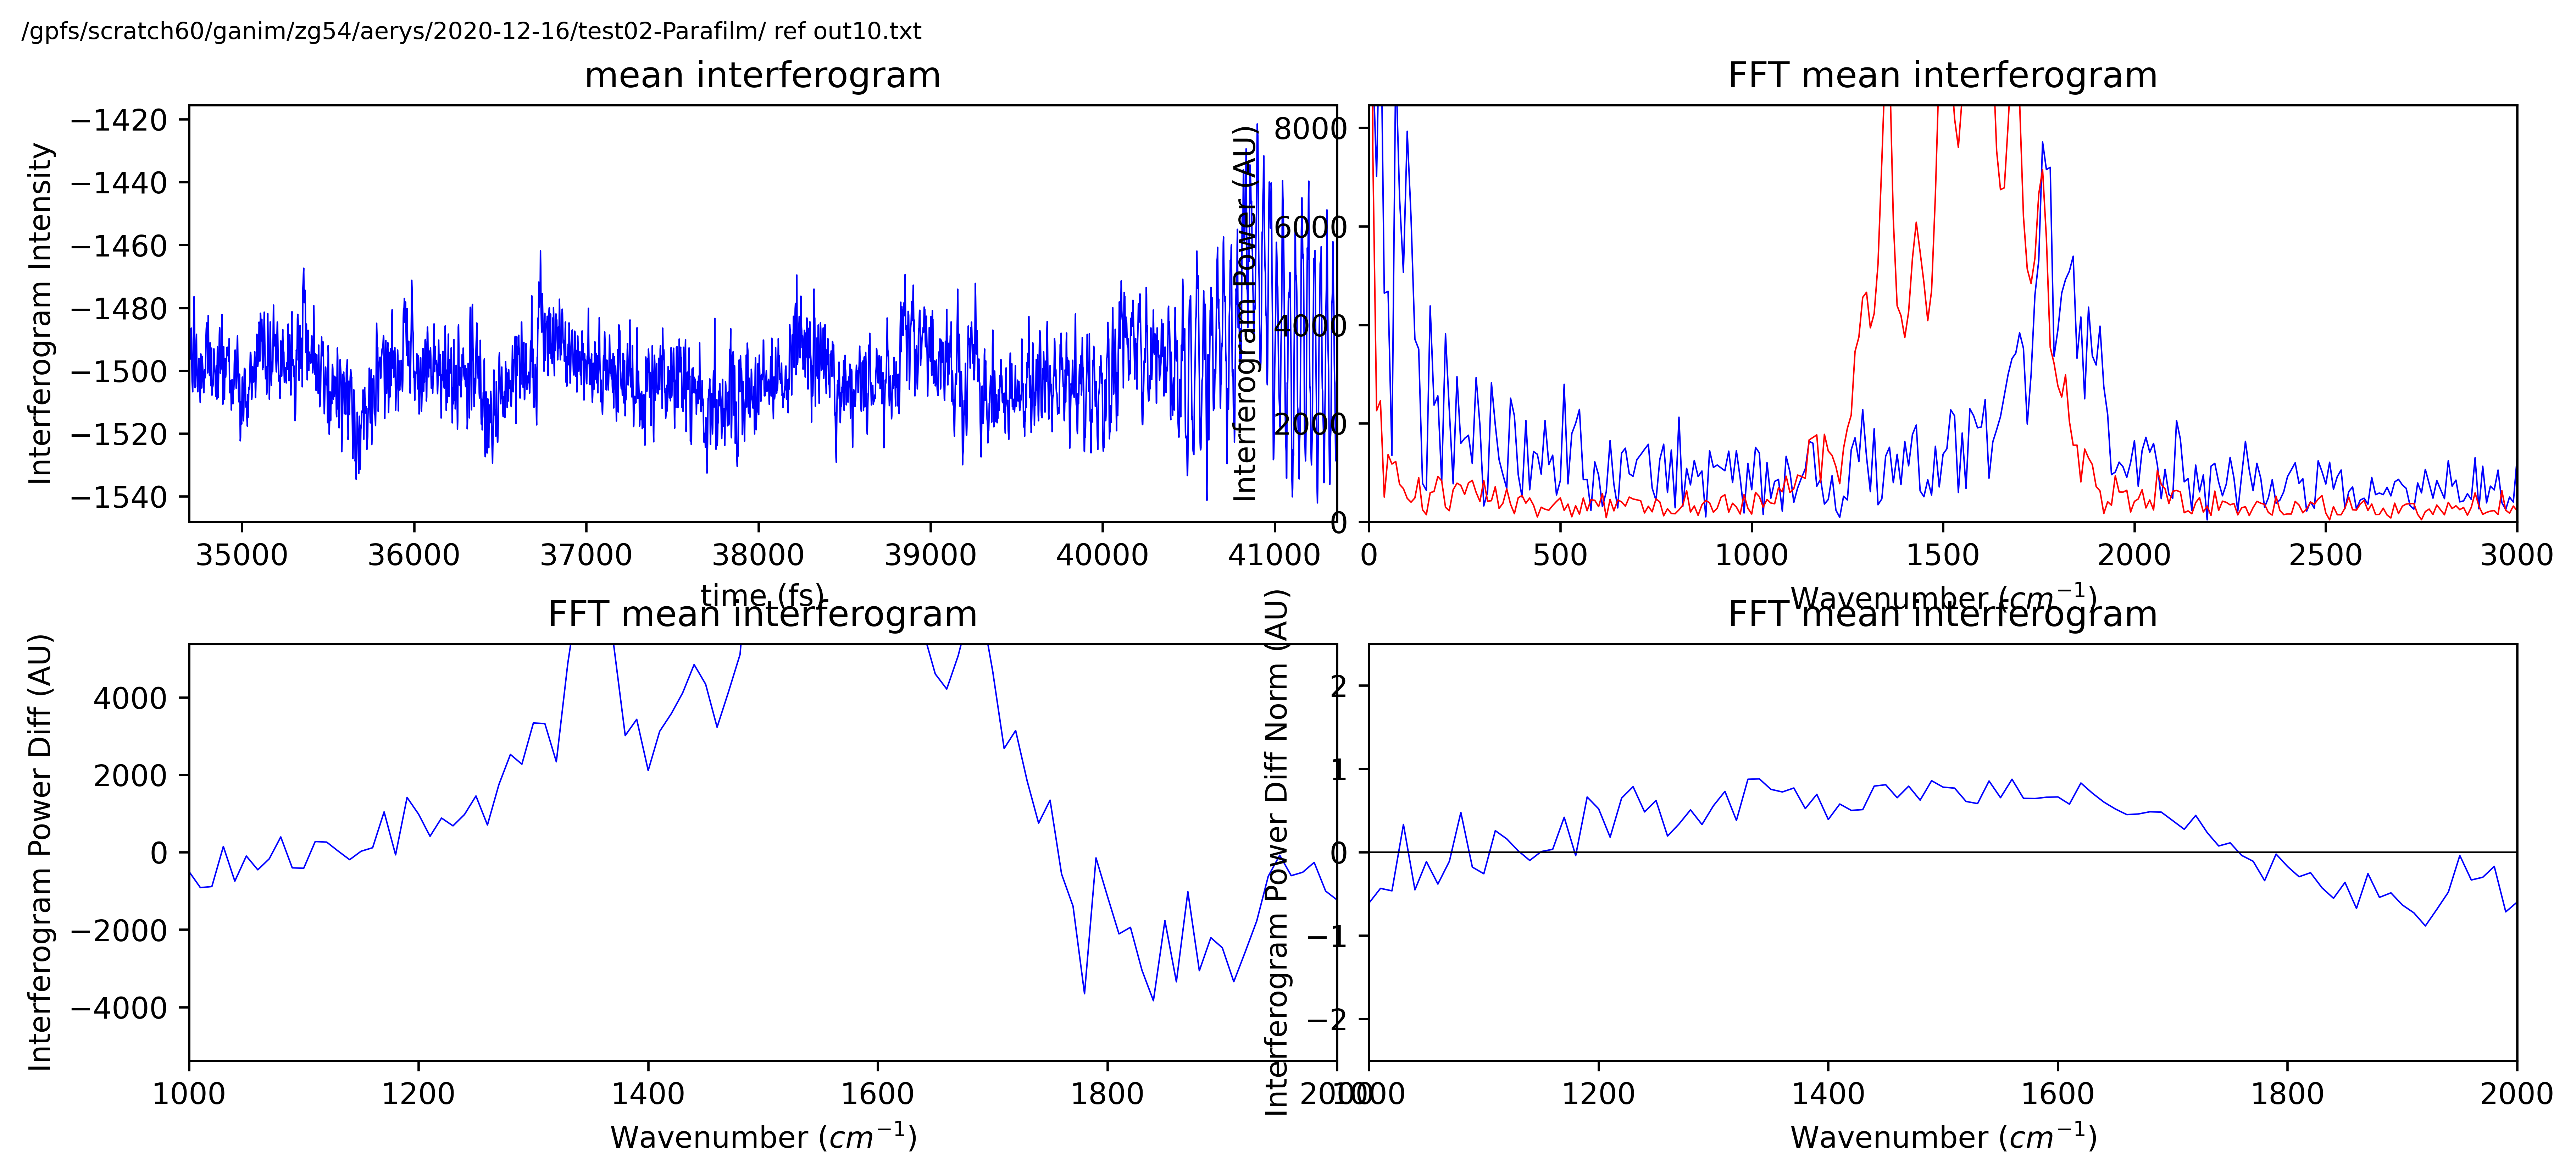 /gpfs/scratch60/ganim/zg54/aerys/2020-12-16/test02-Parafilm/ ref out10.txt
mean interferogram
Interferogram Intensity
−1420
−1440
−1460
−1480
−1500
−1520
−1540
35000 36000 37000 38000 39000 40000 41000
time (fs)
FFT mean interferogram
Interferogram Power (AU)
8000
6000
4000
2000
0
0 500 1000 1500 2000 2500 3000
Wavenumber (cm⁻¹)
FFT mean interferogram
Interferogram Power Diff (AU)
4000
2000
0
−2000
−4000
1000 1200 1400 1600 1800 2000
Wavenumber (cm⁻¹)
FFT mean interferogram
Interferogram Power Diff Norm (AU)
2
1
0
−1
−2
1000 1200 1400 1600 1800 2000
Wavenumber (cm⁻¹)